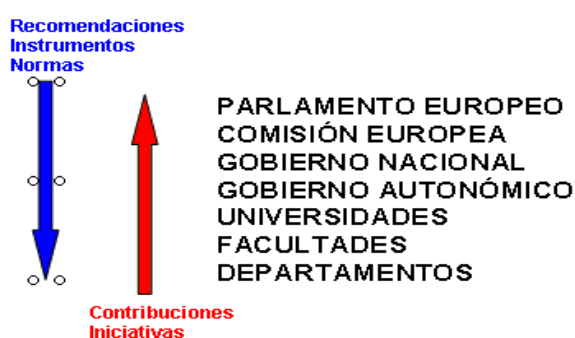 Recomendaciones
Instrumentos
Normas
PARLAMENTO EUROPEO
COMISIÓN EUROPEA
GOBIERNO NACIONAL
GOBIERNO AUTONÓMICO
UNIVERSIDADES
FACULTADES
DEPARTAMENTOS
Contribuciones
Iniciativas